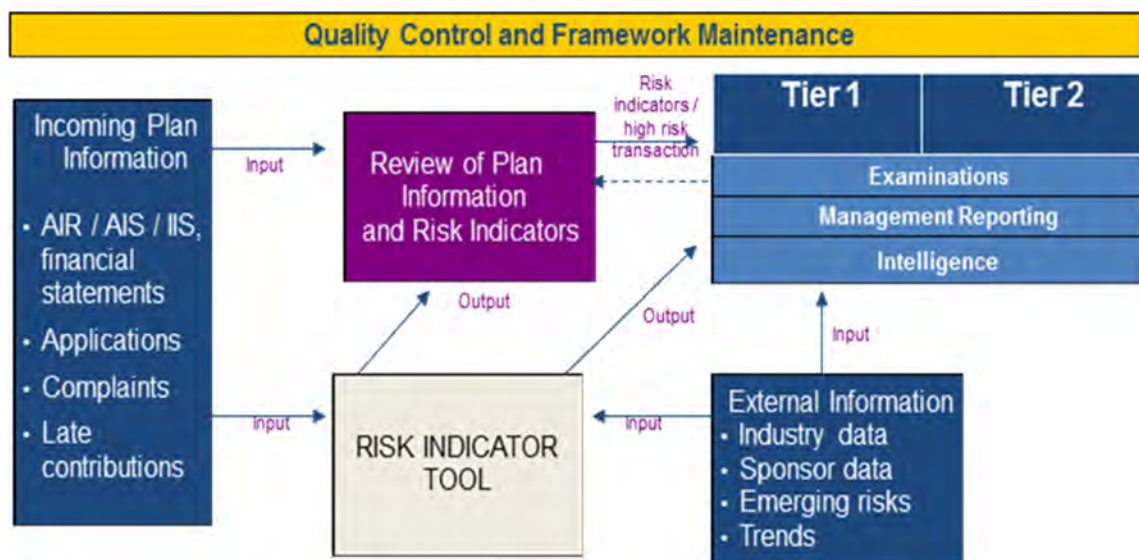 Quality Control and Framework Maintenance
Incoming Plan
Information
• AIR / AIS / IIS,
financial
statements
• Applications
• Complaints
• Late
contributions
Input
Input
Review of Plan
Information
and Risk Indicators
Risk
indicators /
high risk
transaction
Tier 1
Tier 2
Examinations
Management Reporting
Intelligence
Output
Output
Input
RISK INDICATOR
TOOL
Input
External Information
• Industry data
• Sponsor data
• Emerging risks
• Trends